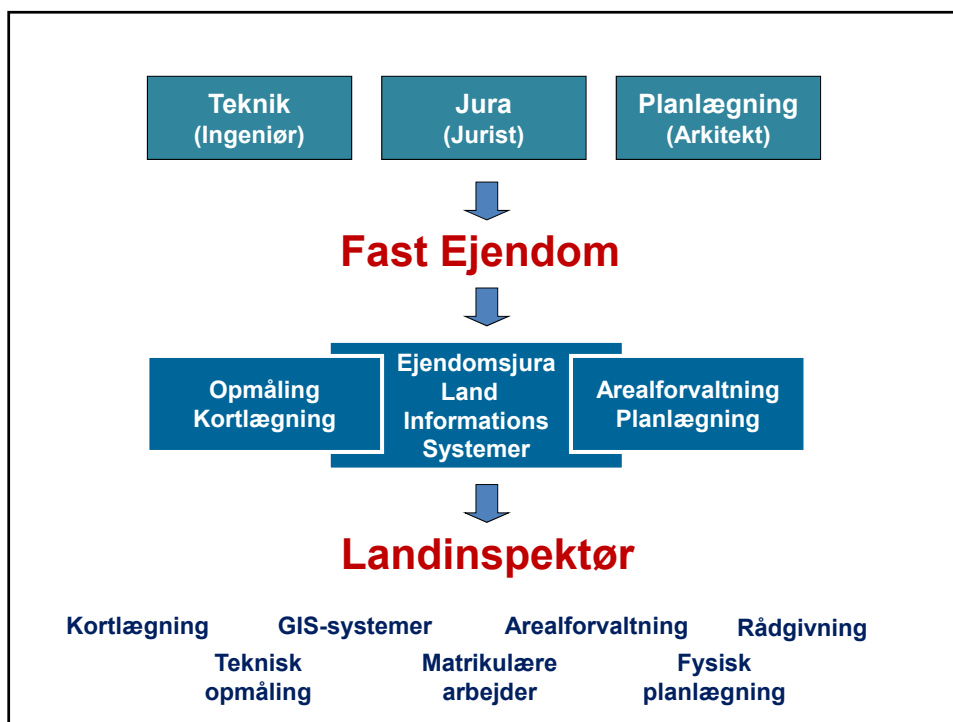 Teknik
(Ingeniør)
Jura
(Jurist)
Planlægning
(Arkitekt)
Fast Ejendom
Opmåling
Kortlægning
Ejendomsjura
Land
Informations
Systemer
Arealforvaltning
Planlægning
Landinspektør
Kortlægning
GIS-systemer
Arealforvaltning
Rådgivning
Teknisk
opmåling
Matrikulære
arbejder
Fysisk
planlægning